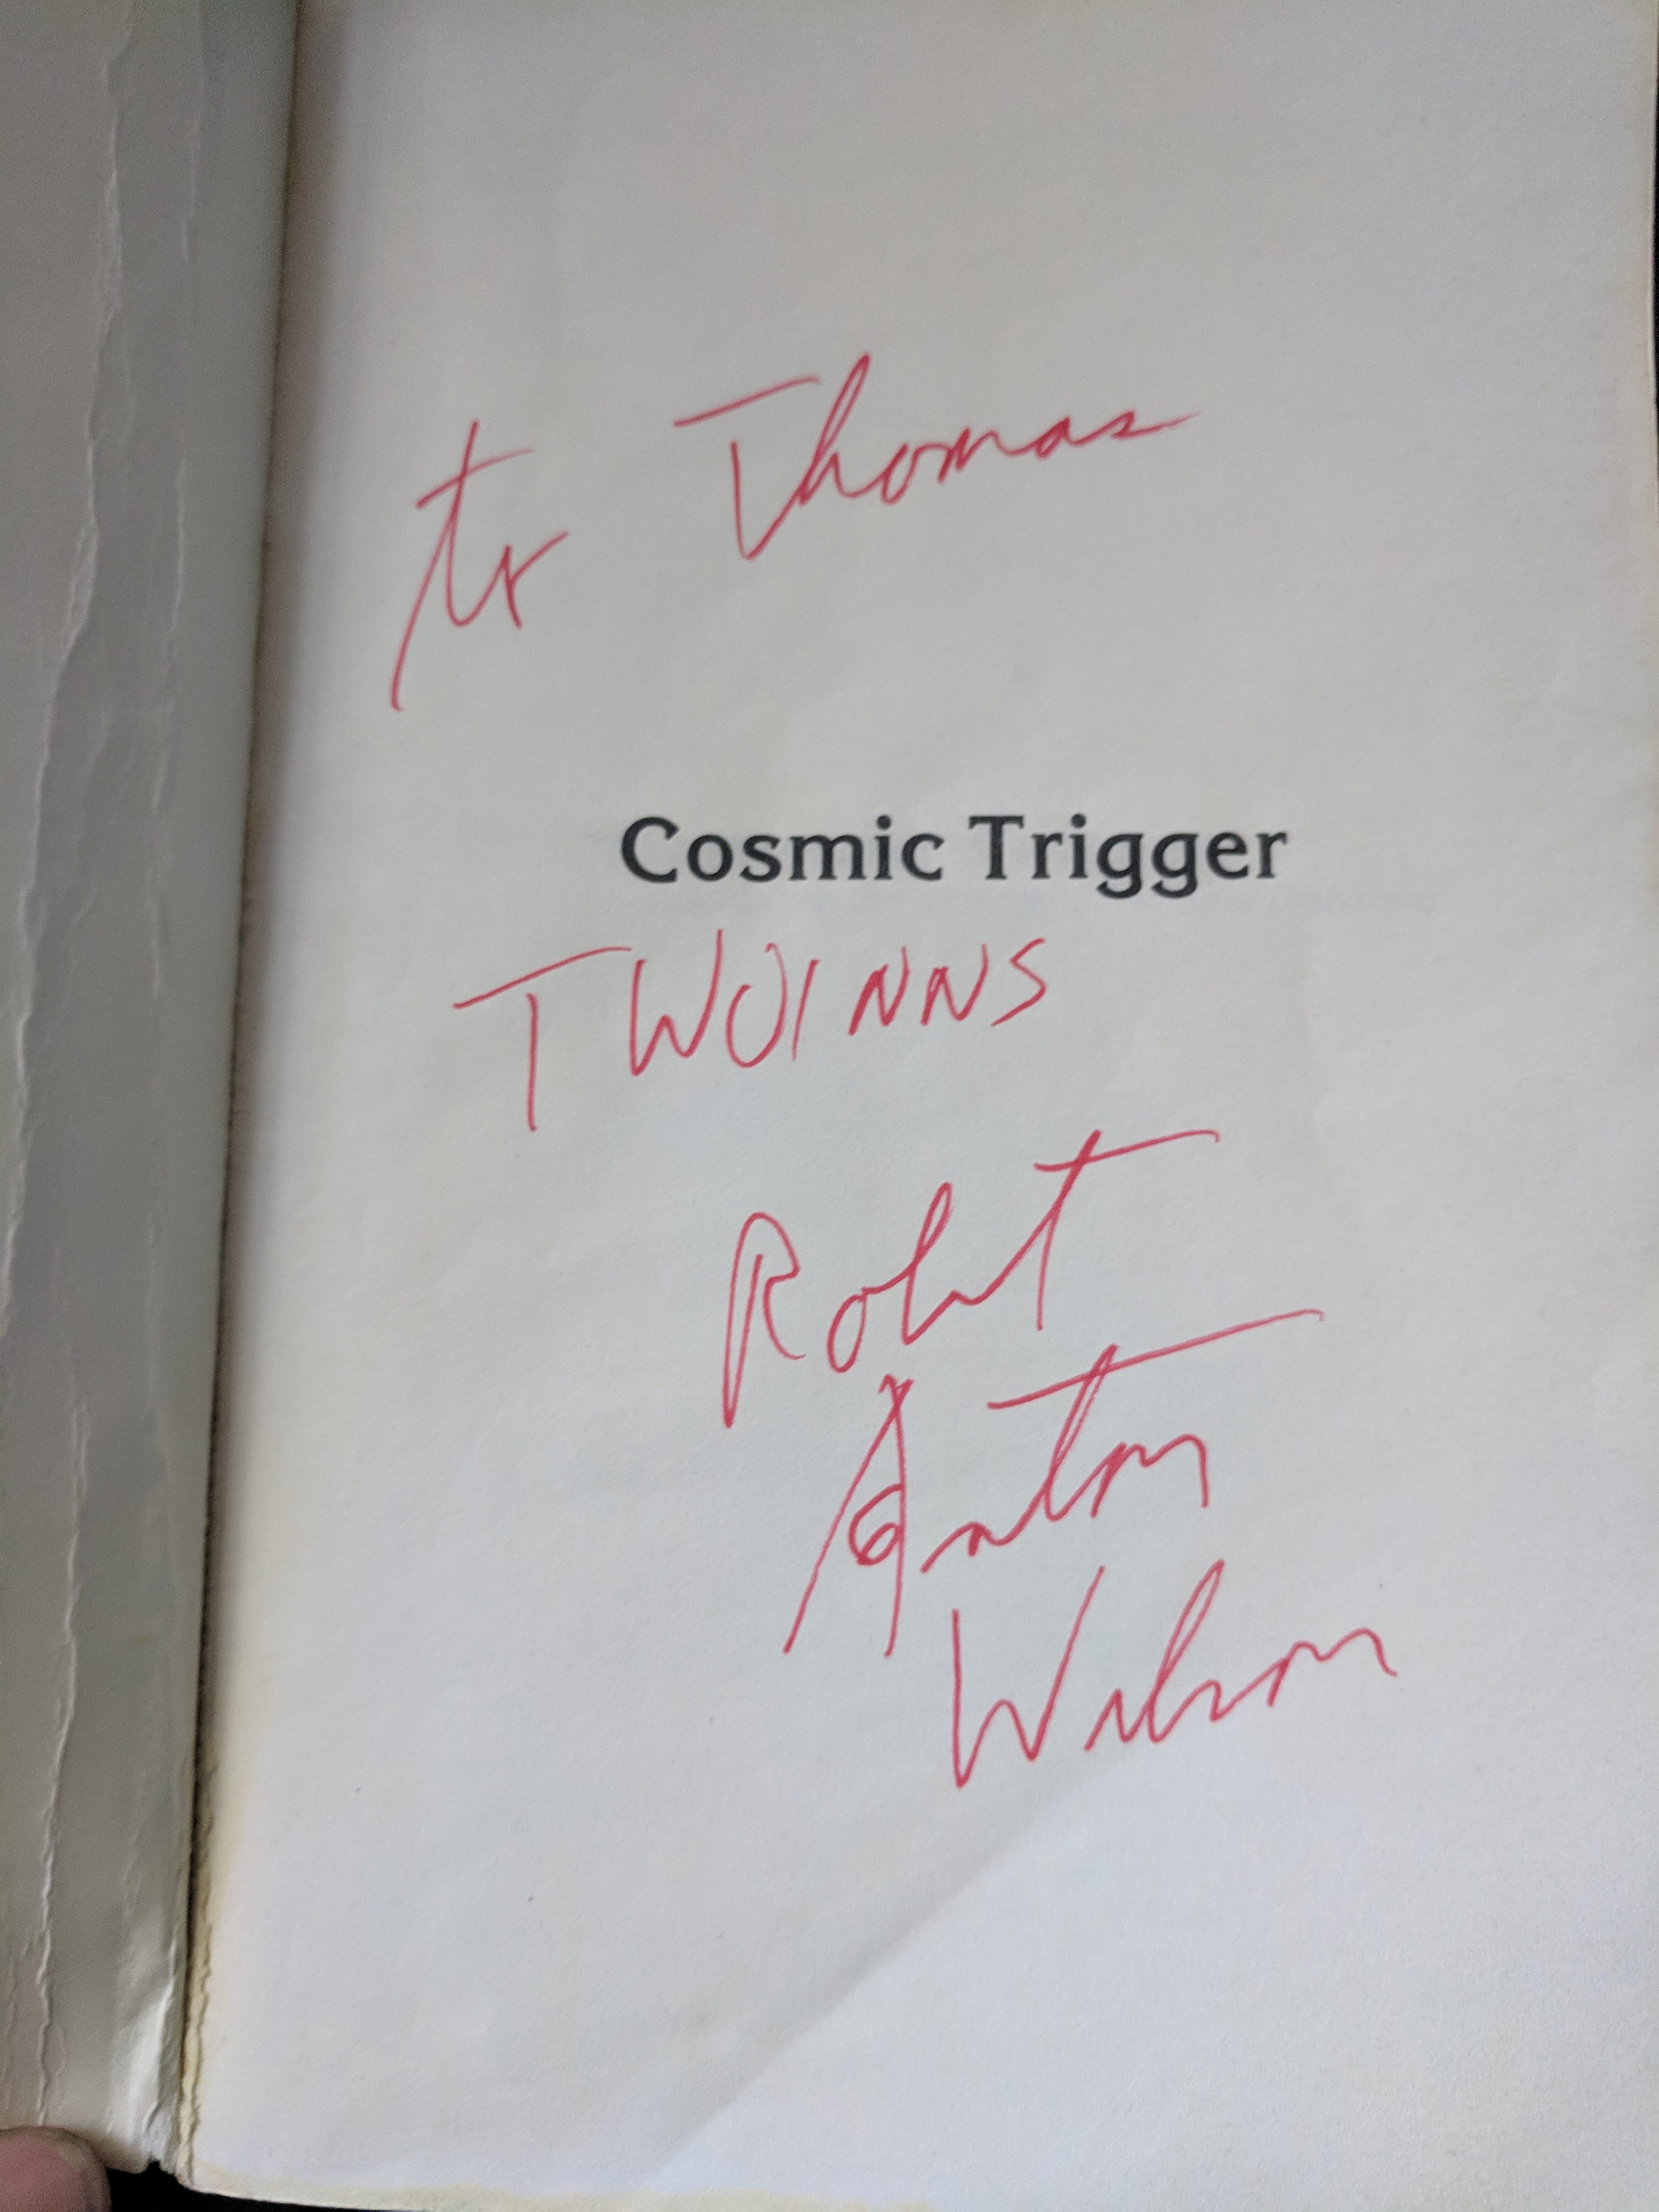 to Thomas
Cosmic Trigger
TWOINNS
Robert
Anton
Wilson